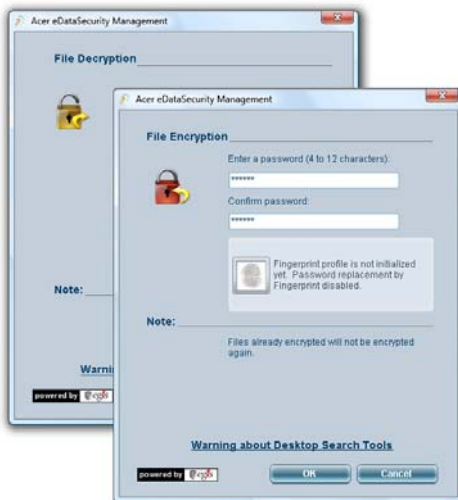 Acer eDataSecurity Management
File Decryption
Note:
powered by egis
Acer eDataSecurity Management
File Encryption
Enter a password (4 to 12 characters):
******
Confirm password:
******
Fingerprint profile is not initialized
yet. Password replacement by
Fingerprint disabled.
Note:
Files already encrypted will not be encrypted
again.
Warning about Desktop Search Tools
powered by egis
OK
Cancel